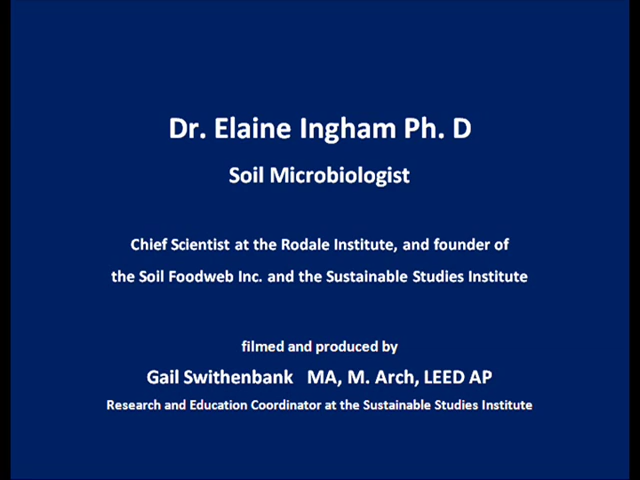 Dr. Elaine Ingham Ph. D
Soil Microbiologist
Chief Scientist at the Rodale Institute, and founder of
the Soil Foodweb Inc. and the Sustainable Studies Institute
filmed and produced by
Gail Swithenbank   MA, M. Arch, LEED AP
Research and Education Coordinator at the Sustainable Studies Institute